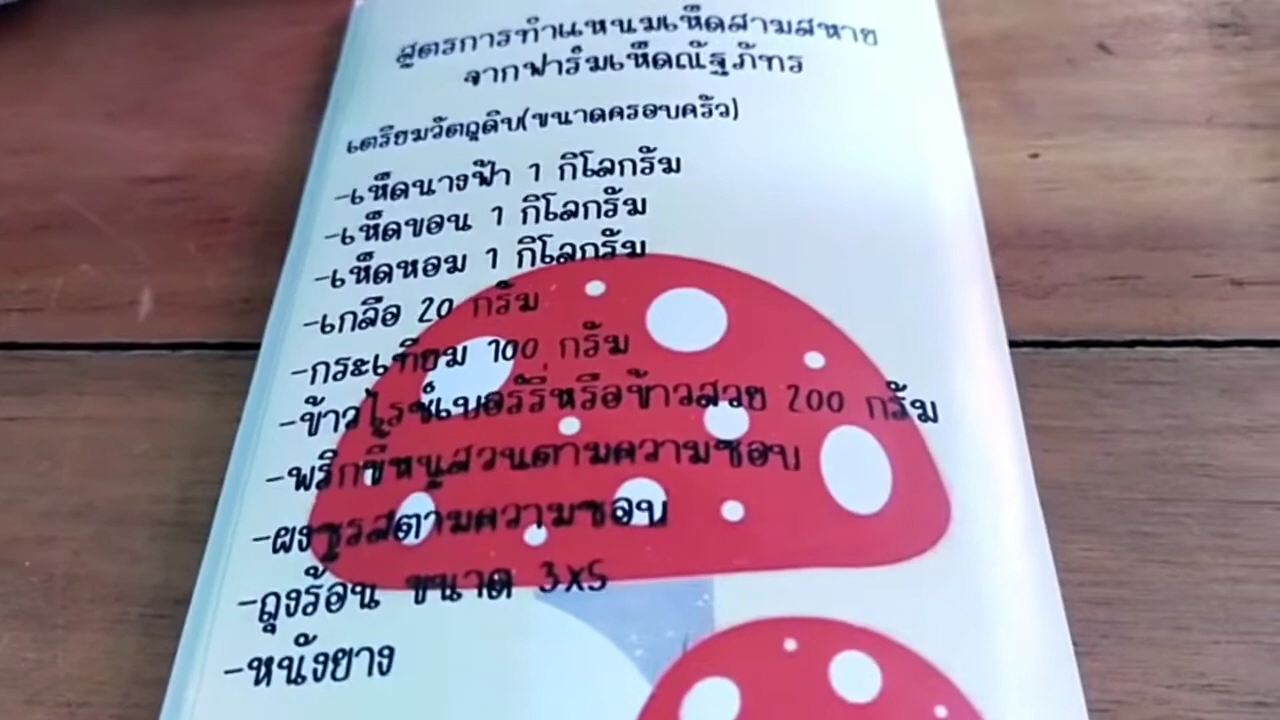 สูตรการทำแหนมเห็ดสามสหาย
จากฟาร์มเห็ดณัฐภัทร
เตรียมวัตถุดิบ(ขนาดครอบครัว)
-เห็ดนางฟ้า 1 กิโลกรัม
-เห็ดขอน 1 กิโลกรัม
-เห็ดหอม 1 กิโลกรัม
-เกลือ 20 กรัม
-กระเทียม 100 กรัม
-ข้าวไรซ์เบอร์รี่หรือข้าวสวย 200 กรัม
-พริกขี้หนูสวนตามความชอบ
-ผงชูรสตามความชอบ
-ถุงร้อน ขนาด 3x5
-หนังยาง